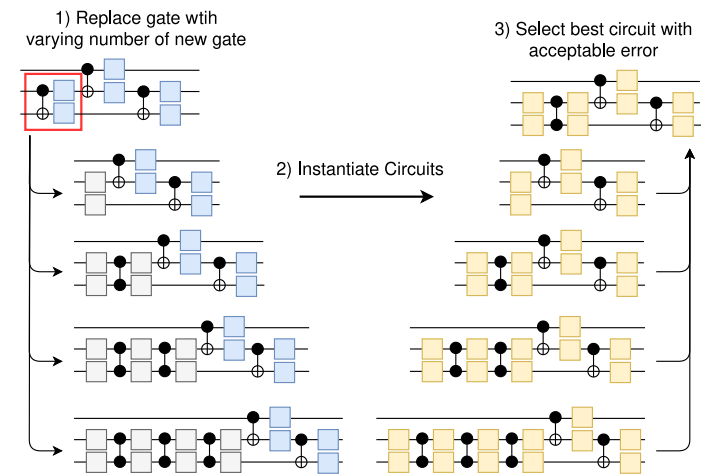 1) Replace gate wtih
varying number of new gate
2) Instantiate Circuits
3) Select best circuit with
acceptable error